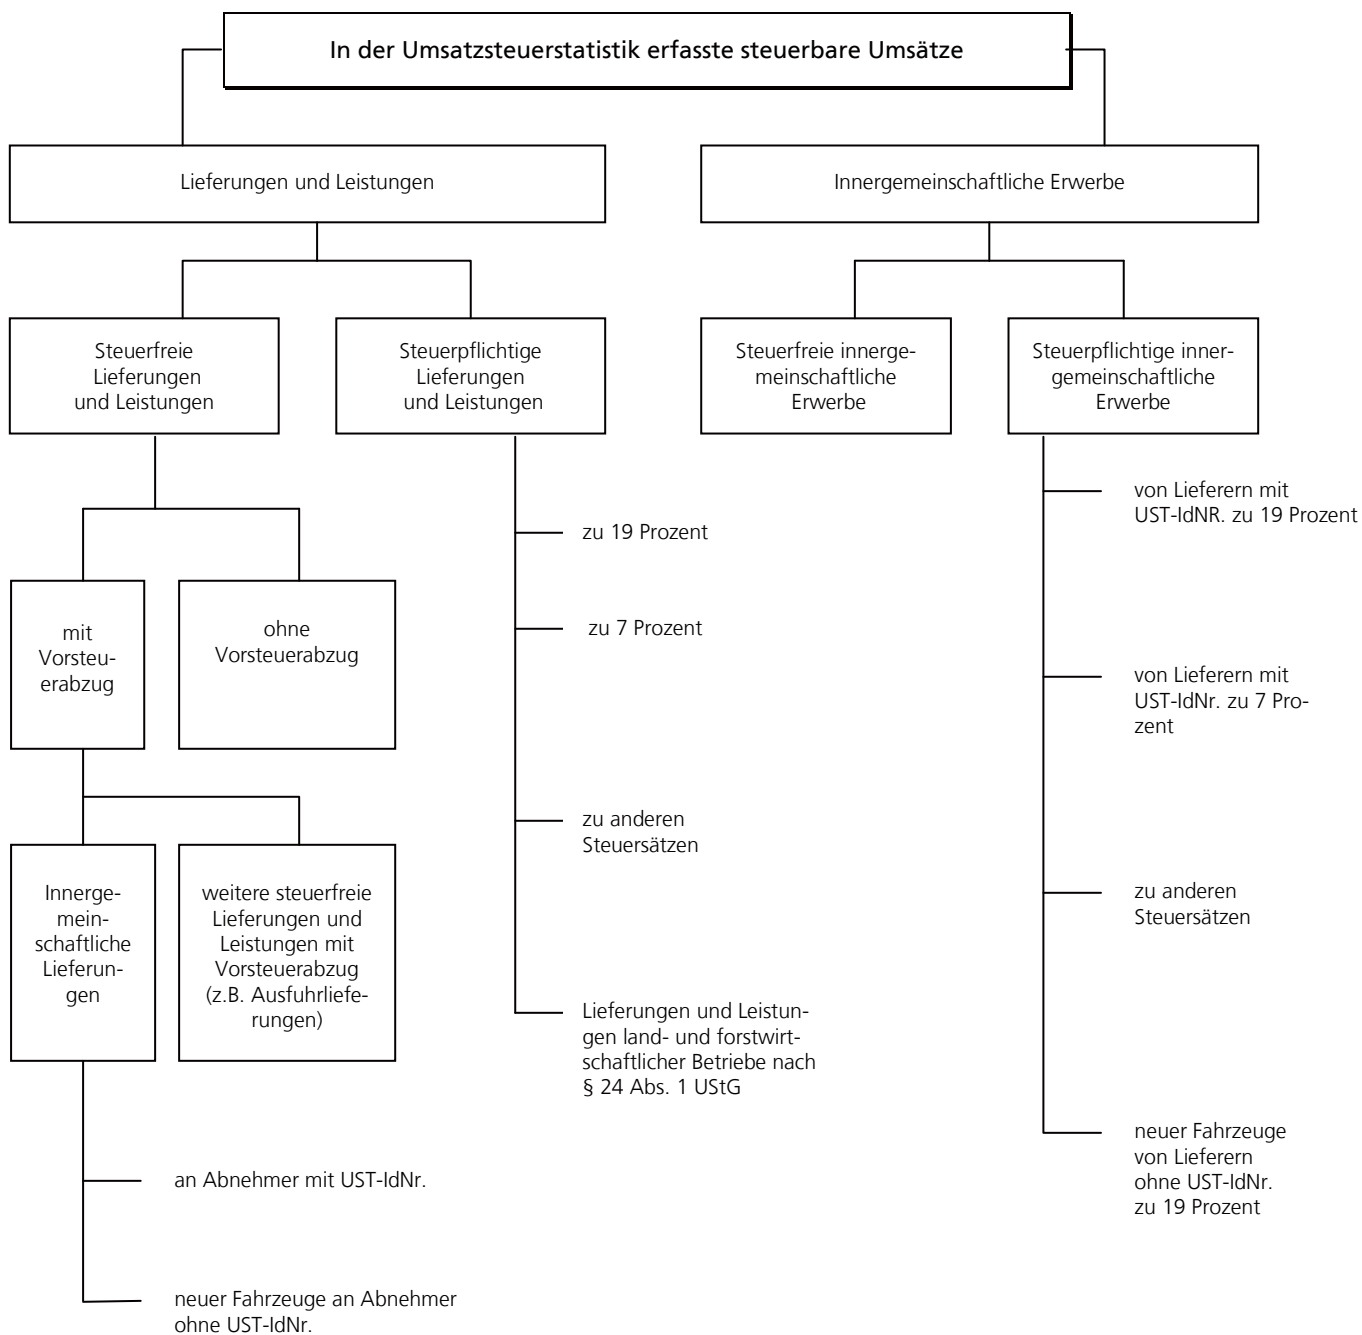 In der Umsatzsteuerstatistik erfasste steuerbare Umsätze
Lieferungen und Leistungen
Innergemeinschaftliche Erwerbe
Steuerfreie
Lieferungen
und Leistungen
Steuerpflichtige
Lieferungen
und Leistungen
Steuerfreie innerge-
meinschaftliche
Erwerbe
Steuerpflichtige inner-
gemeinschaftliche
Erwerbe
mit
Vorsteu-
erabzug
ohne
Vorsteuerabzug
Innerge-
mein-
schaftliche
Lieferun-
gen
weitere steuerfreie
Lieferungen und
Leistungen mit
Vorsteuerabzug
(z.B. Ausfuhrliefe-
rungen)
an Abnehmer mit UST-IdNr.
neuer Fahrzeuge an Abnehmer
ohne UST-IdNr.
zu 19 Prozent
zu 7 Prozent
zu anderen
Steuersätzen
Lieferungen und Leistun-
gen land- und forstwirt-
schaftlicher Betriebe nach
§ 24 Abs. 1 UStG
von Lieferern mit
UST-IdNR. zu 19 Prozent
von Lieferern mit
UST-IdNr. zu 7 Pro-
zent
zu anderen
Steuersätzen
neuer Fahrzeuge
von Lieferern
ohne UST-IdNr.
zu 19 Prozent